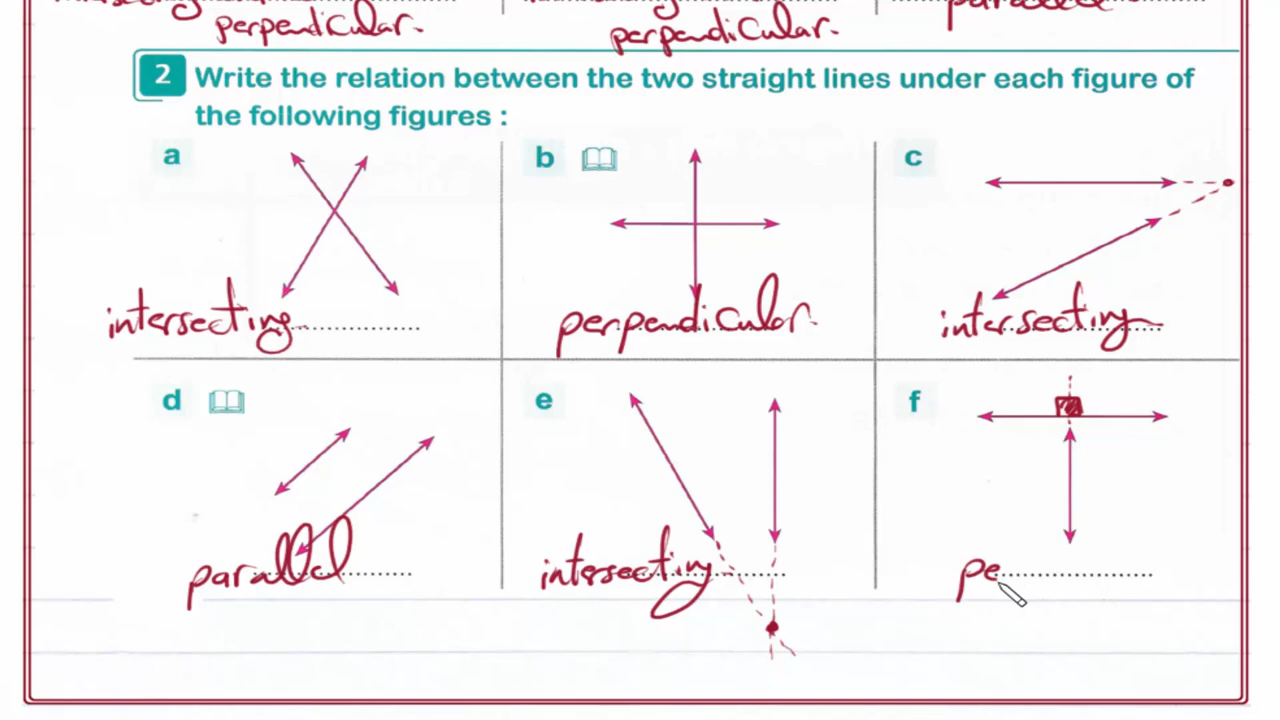 perpendicular.
perpendicular.
parallel
2 Write the relation between the two straight lines under each figure of
the following figures :
a
b
c
intersecting
perpendicular.
intersecting
d
e
f
parallel
intersecting
pe